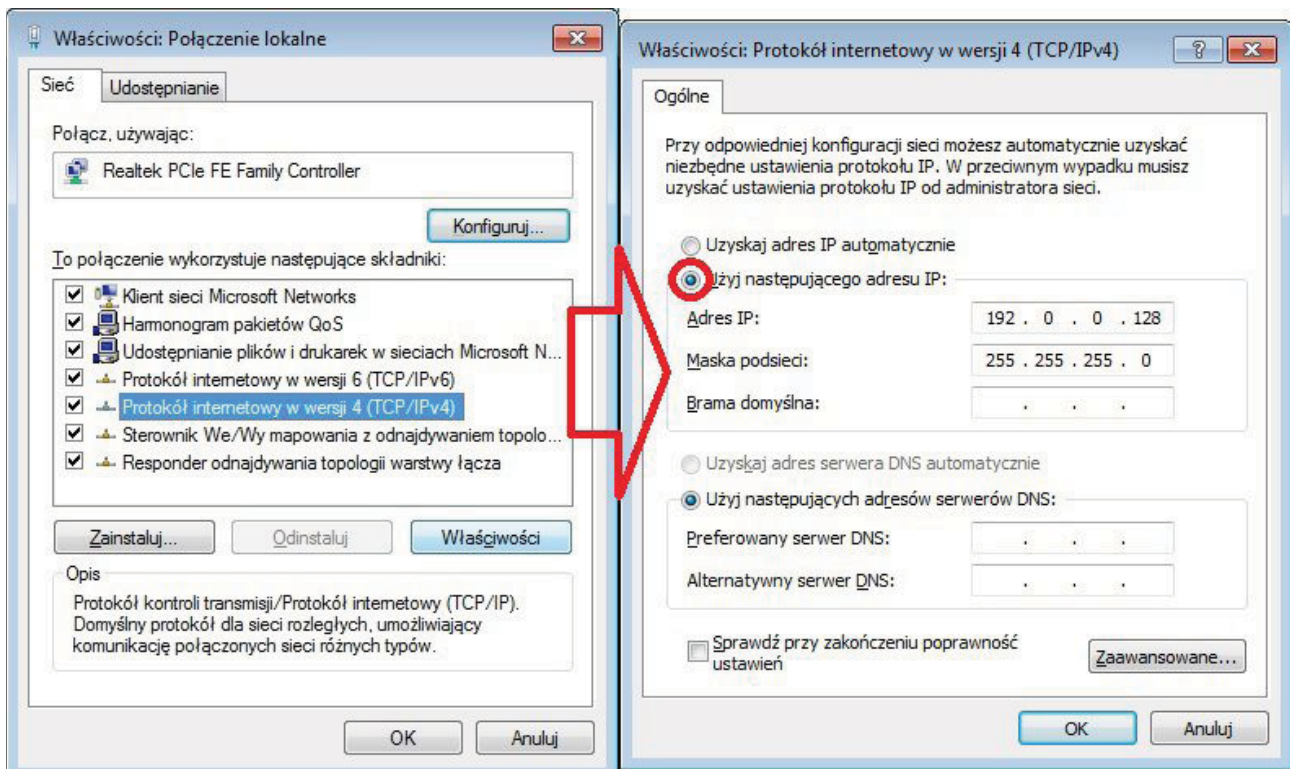 Właściwości: Połączenie lokalne
Sieć
Udostępnianie
Połącz, używając:
Realtek PCIe FE Family Controller
Konfiguruj...
To połączenie wykorzystuje następujące składniki:
Klient sieci Microsoft Networks
Harmonogram pakietów QoS
Udostępnianie plików i drukarek w sieciach Microsoft N...
Protokół internetowy w wersji 6 (TCP/IPv6)
Protokół internetowy w wersji 4 (TCP/IPv4)
Sterownik We/Wy mapowania z odnajdywaniem topolo...
Responder odnajdywania topologii warstwy łącza
Zainstaluj...
Odinstaluj
Właściwości
Opis
Protokół kontroli transmisji/Protokół internetowy (TCP/IP).
Domyślny protokół dla sieci rozległych, umożliwiający
komunikację połączonych sieci różnych typów.
OK
Anuluj
Właściwości: Protokół internetowy w wersji 4 (TCP/IPv4)
Ogólne
Przy odpowiedniej konfiguracji sieci możesz automatycznie uzyskać
niezbędne ustawienia protokołu IP. W przeciwnym wypadku musisz
uzyskać ustawienia protokołu IP od administratora sieci.
Uzyskaj adres IP automatycznie
Użyj następującego adresu IP:
Adres IP: 192 . 0 . 0 . 128
Maska podsieci: 255 . 255 . 255 . 0
Brama domyślna: . . .
Uzyskaj adres serwera DNS automatycznie
Użyj następujących adresów serwerów DNS:
Preferowany serwer DNS: . . .
Alternatywny serwer DNS: . . .
Sprawdź przy zakończeniu poprawność
ustawień
Zaawansowane...
OK
Anuluj